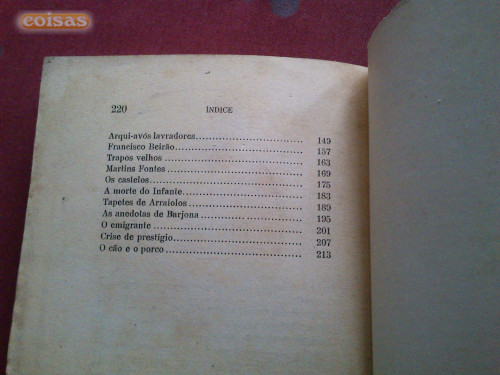 coisas
220 ÍNDICE
Arqui-avós lavradores........................ 149
Francisco Beirão................................ 157
Trapos velhos .................................... 163
Martins Fontes ................................... 169
Os castelos ........................................ 175
A morte do Infante ............................ 183
Tapetes de Arraiolos .......................... 189
As anedotas de Barjona ..................... 195
O emigrante ....................................... 201
Crise de prestígio................................ 207
O cão e o porco.................................. 213